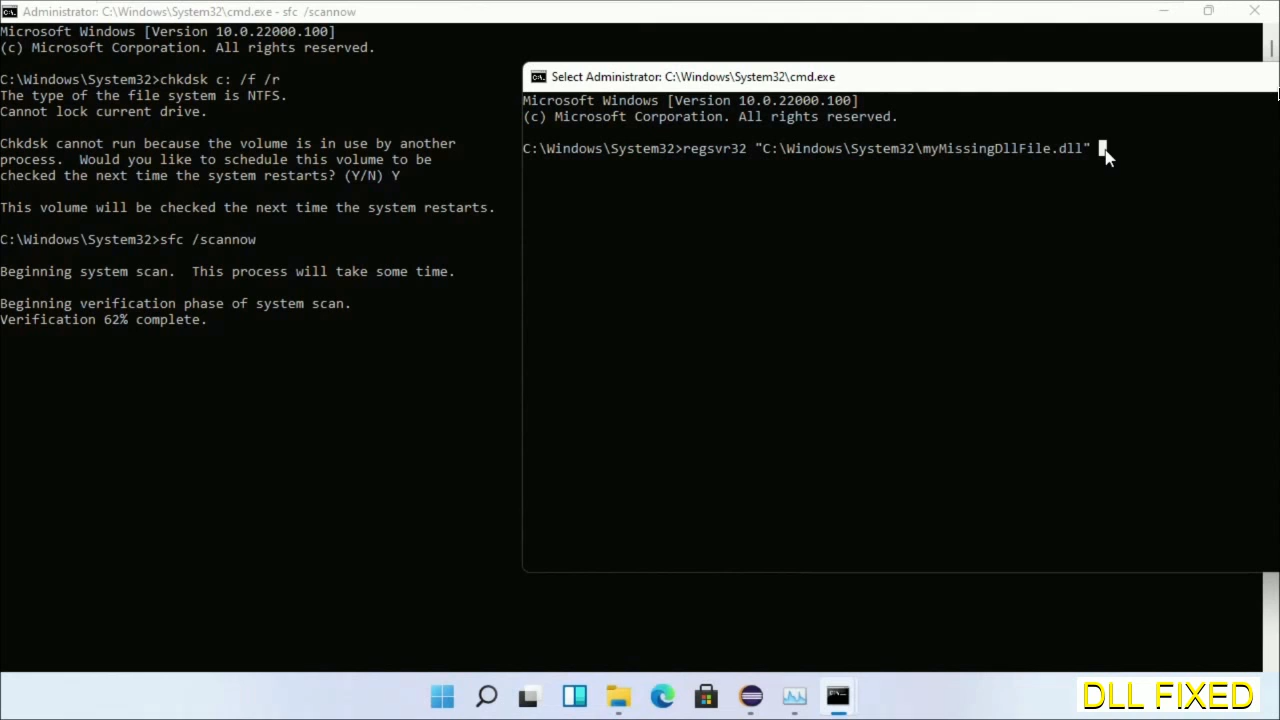 Administrator: C:\Windows\System32\cmd.exe - sfc /scannow
Microsoft Windows [Version 10.0.22000.100]
(c) Microsoft Corporation. All rights reserved.
C:\Windows\System32>chkdsk c: /f /r
The type of the file system is NTFS.
Cannot lock current drive.
Chkdsk cannot run because the volume is in use by another
process.  Would you like to schedule this volume to be
checked the next time the system restarts? (Y/N) Y
This volume will be checked the next time the system restarts.
C:\Windows\System32>sfc /scannow
Beginning system scan.  This process will take some time.
Beginning verification phase of system scan.
Verification 62% complete.
Select Administrator: C:\Windows\System32\cmd.exe
Microsoft Windows [Version 10.0.22000.100]
(c) Microsoft Corporation. All rights reserved.
C:\Windows\System32>regsvr32 "C:\Windows\System32\myMissingDllFile.dll"
DLL FIXED